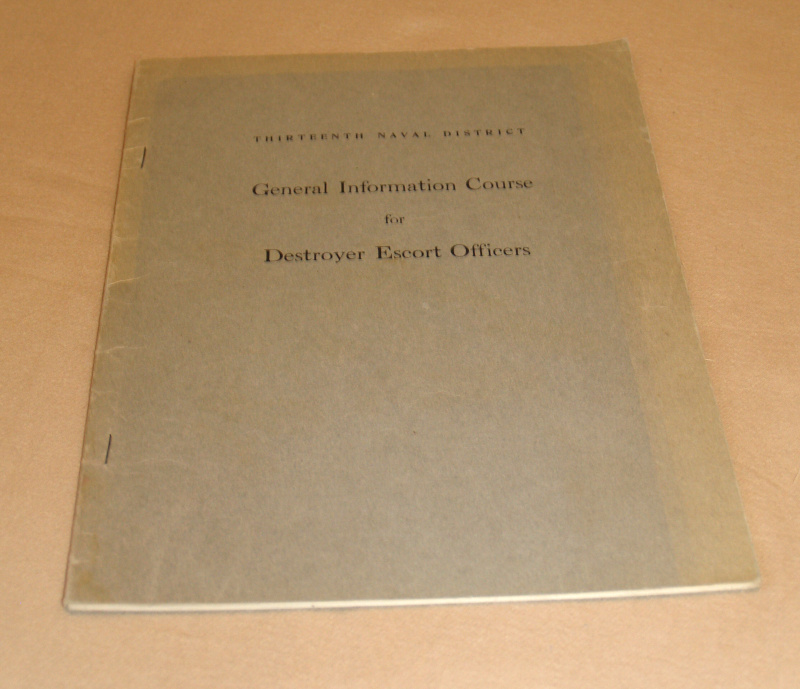 THIRTEENTH NAVAL DISTRICT
General Information Course
for
Destroyer Escort Officers